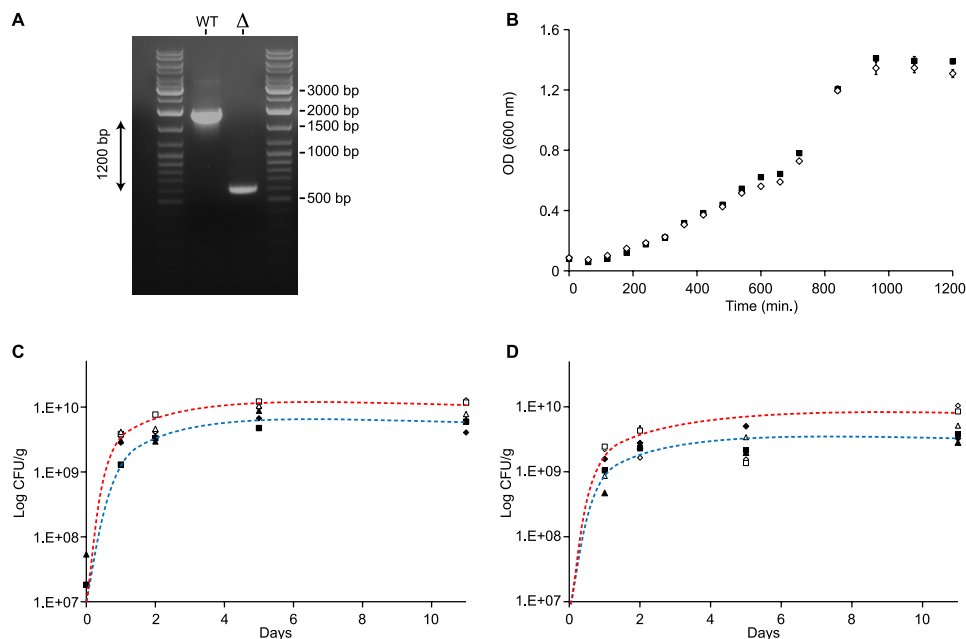 A
WT Δ
3000 bp
2000 bp
1500 bp
1000 bp
500 bp
1200 bp
B
1.6
1.2
0.8
0.4
0
OD (600 nm)
0 200 400 600 800 1000 1200
Time (min.)
C
1.E+10
1.E+09
1.E+08
1.E+07
Log CFU/g
0 2 4 6 8 10
Days
D
1.E+10
1.E+09
1.E+08
1.E+07
Log CFU/g
0 2 4 6 8 10
Days